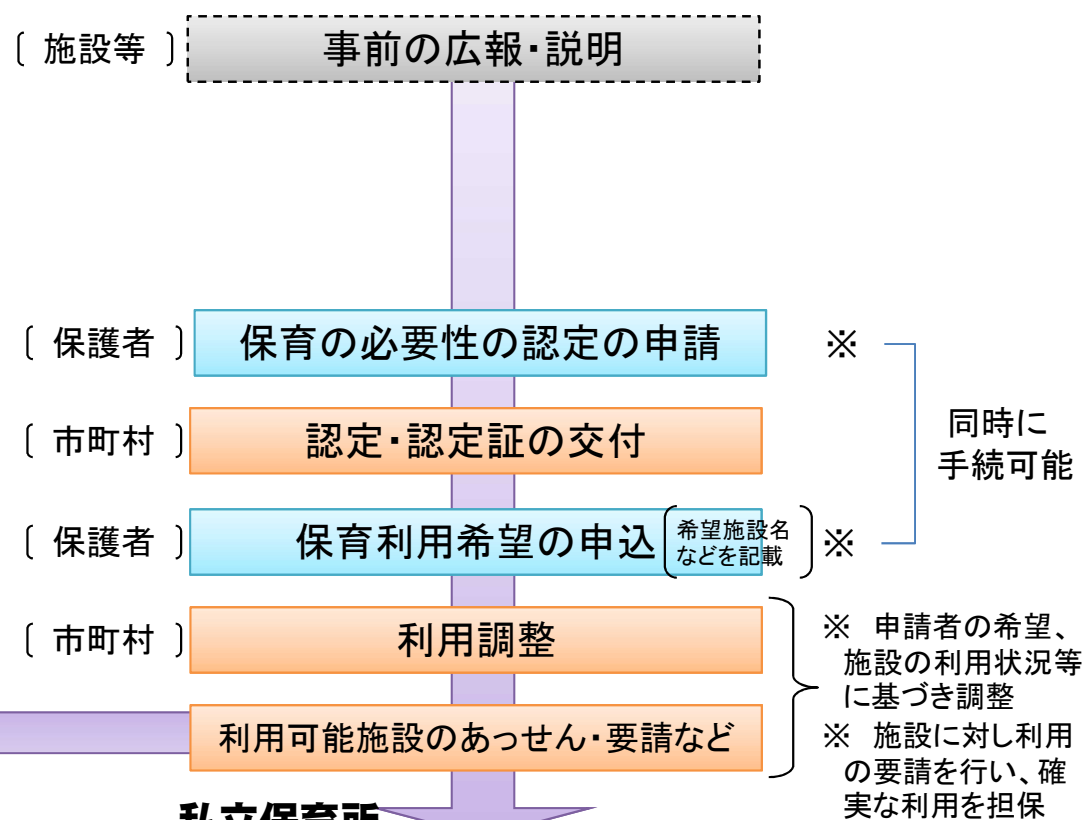 〔 施設等 〕
事前の広報・説明
〔 保護者 〕
保育の必要性の認定の申請
※
〔 市町村 〕
認定・認定証の交付
同時に
手続可能
〔 保護者 〕
保育利用希望の申込
希望施設名
などを記載
※
〔 市町村 〕
利用調整
※ 申請者の希望、
施設の利用状況等
に基づき調整
利用可能施設のあっせん・要請など
※ 施設に対し利用
の要請を行い、確
実な利用を担保
私立保育所